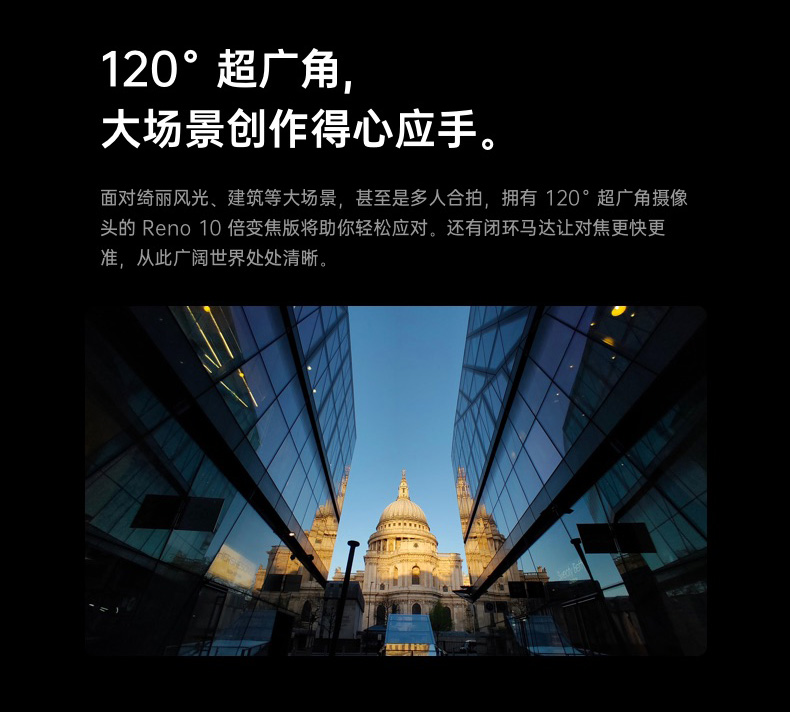 120° 超广角，
大场景创作得心应手。
面对绮丽风光、建筑等大场景，甚至是多人合拍，拥有 120° 超广角摄像
头的 Reno 10 倍变焦版将助你轻松应对。还有闭环马达让对焦更快更
准，从此广阔世界处处清晰。